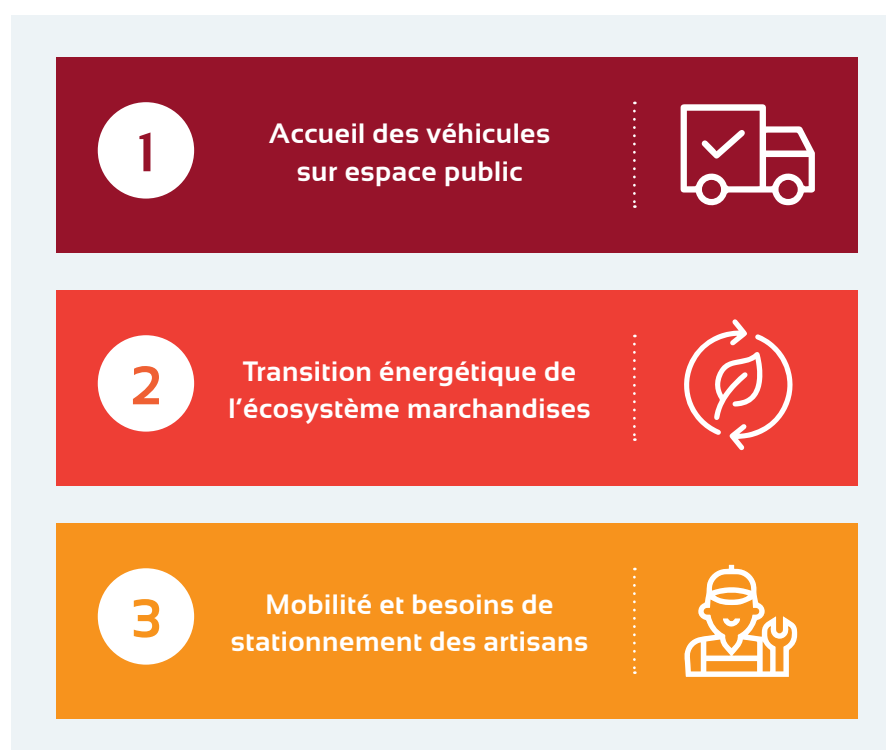 1
Accueil des véhicules
sur espace public
2
Transition énergétique de
l’écosystème marchandises
3
Mobilité et besoins de
stationnement des artisans